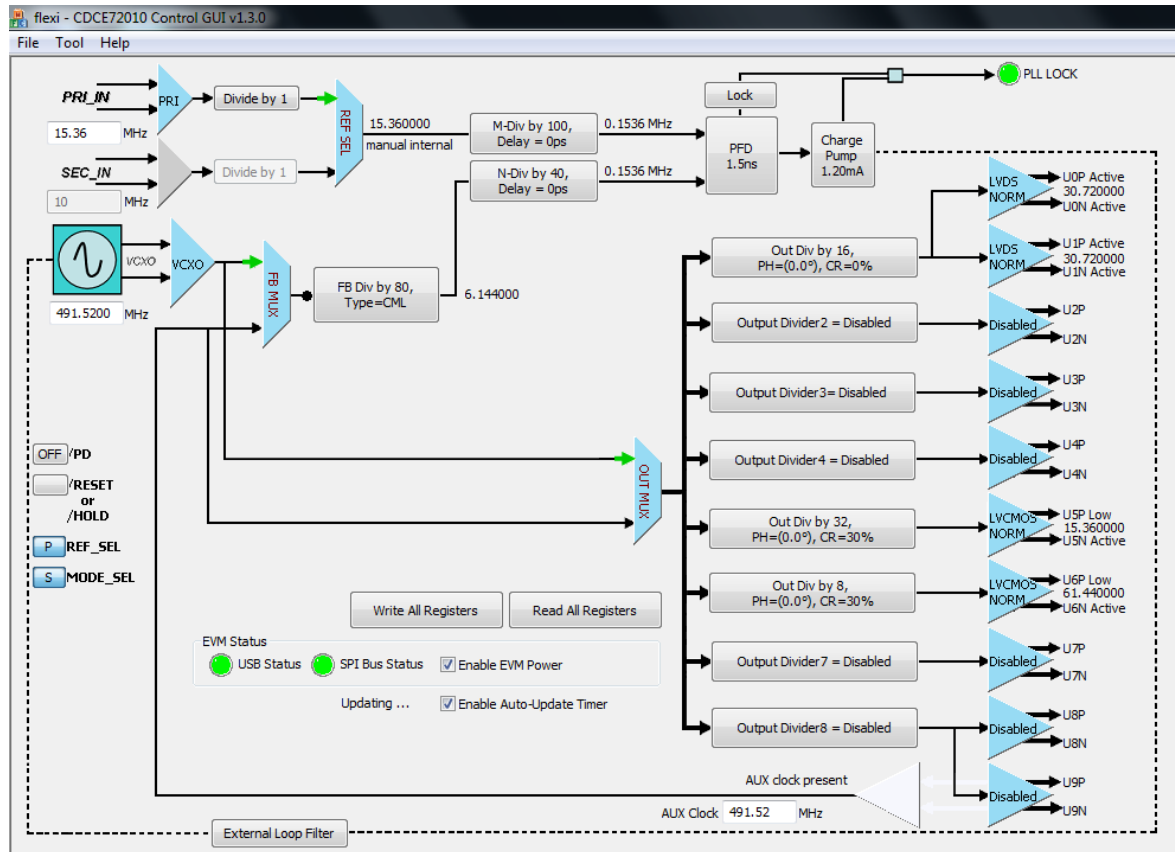 flexi - CDCE72010 Control GUI v1.3.0
File Tool Help
PRI_IN
PRI
Divide by 1
15.36 MHz
SEC_IN
Divide by 1
10 MHz
REF SEL
15.360000
manual internal
M-Div by 100,
Delay = 0ps
0.1536 MHz
N-Div by 40,
Delay = 0ps
0.1536 MHz
Lock
PFD
1.5ns
Charge
Pump
1.20mA
PLL LOCK
VCXO
VCXO
491.5200 MHz
FB MUX
FB Div by 80,
Type=CML
6.144000
OUT MUX
Out Div by 16,
PH=(0.0°), CR=0%
LVDS
NORM
U0P Active
30.720000
U0N Active
LVDS
NORM
U1P Active
30.720000
U1N Active
Output Divider2 = Disabled
Disabled
U2P
U2N
Output Divider3= Disabled
Disabled
U3P
U3N
Output Divider4 = Disabled
Disabled
U4P
U4N
Out Div by 32,
PH=(0.0°), CR=30%
LVCMOS
NORM
U5P Low
15.360000
U5N Active
Out Div by 8,
PH=(0.0°), CR=30%
LVCMOS
NORM
U6P Low
61.440000
U6N Active
Output Divider7 = Disabled
Disabled
U7P
U7N
Output Divider8 = Disabled
Disabled
U8P
U8N
Disabled
U9P
U9N
OFF /PD
/RESET
or
/HOLD
P REF_SEL
S MODE_SEL
Write All Registers Read All Registers
EVM Status
USB Status SPI Bus Status Enable EVM Power
Updating ... Enable Auto-Update Timer
AUX clock present
AUX Clock 491.52 MHz
External Loop Filter